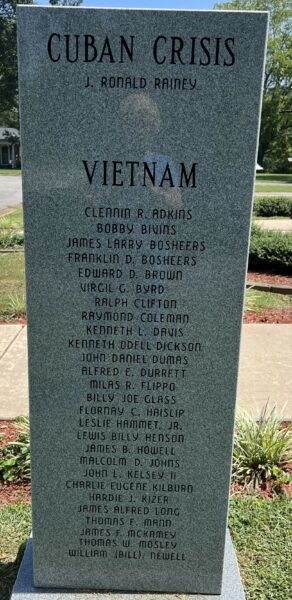 CUBAN CRISIS
J. RONALD RAINEY
VIETNAM
CLENNIN R. ADKINS
BOBBY BIVINS
JAMES LARRY BOSHEERS
FRANKLIN D. BOSHEERS
EDWARD D. BROWN
VIRGIL G. BYRD
RALPH CLIFTON
RAYMOND COLEMAN
KENNETH L. DAVIS
KENNETH ODELL DICKSON
JOHN DANIEL DUMAS
ALFRED E. DURRETT
MILAS R. FLIPPO
BILLY JOE GLASS
FLORNAY C. HAISLIP
LESLIE HAMMET, JR.
LEWIS BILLY HENSON
JAMES B. HOWELL
MALCOLM D. JOHNS
JOHN L. KELSEY II
CHARLIE EUGENE KILBURN
HARDIE J. KIZER
JAMES ALFRED LONG
THOMAS F. MANN
JAMES F. MCKAMEY
THOMAS W. MOSLEY
WILLIAM (BILL) NEWELL